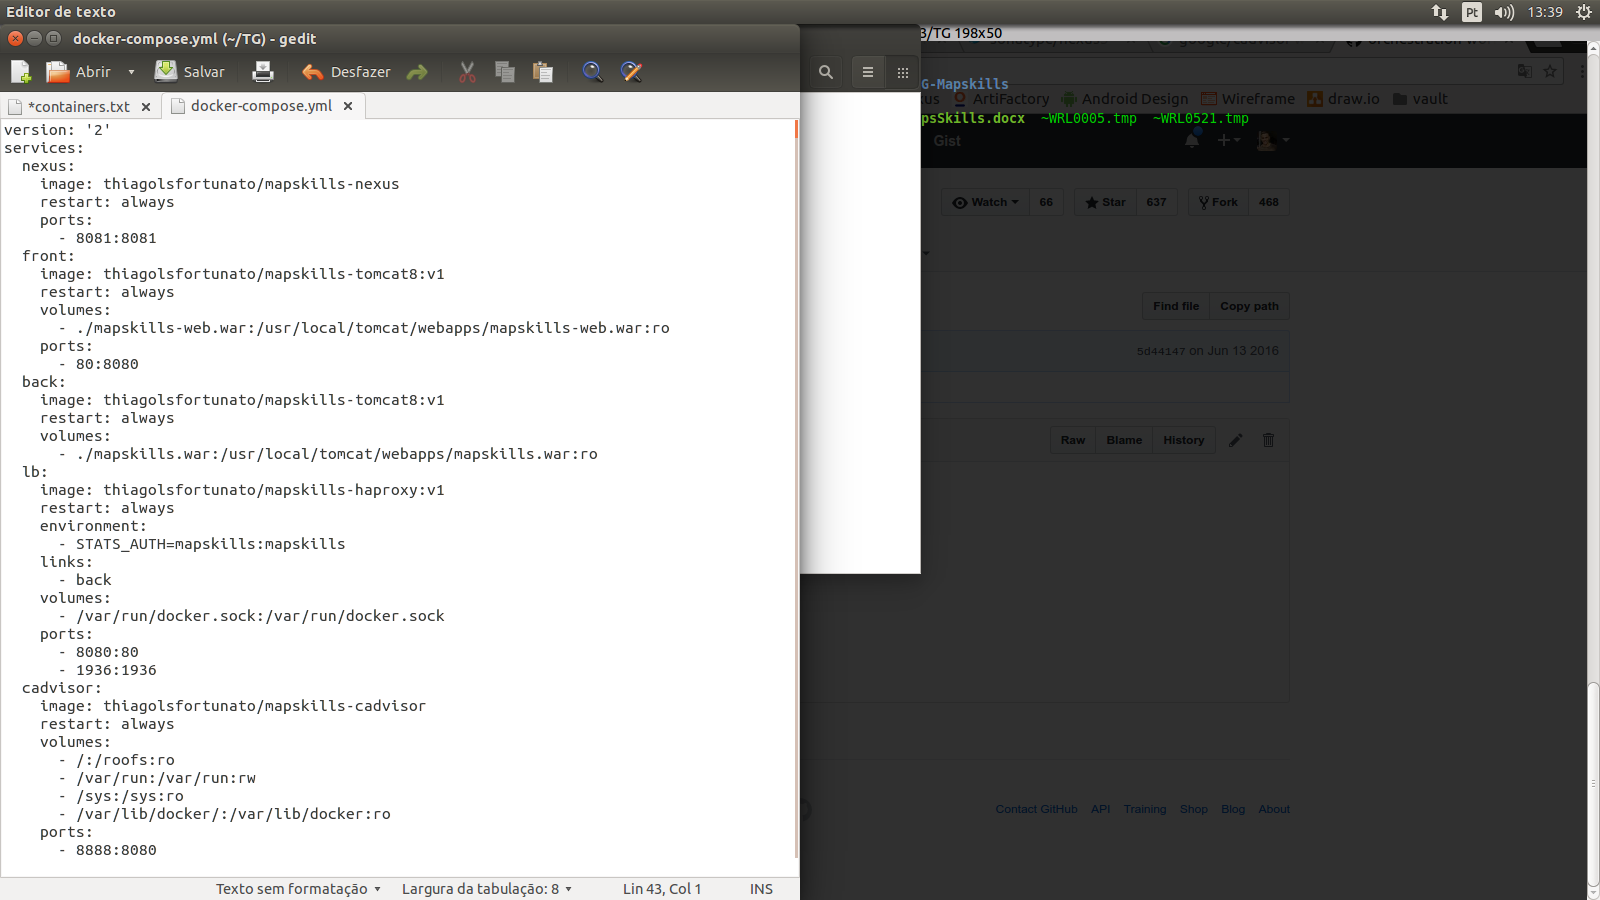 Editor de texto
Pt
13:39
docker-compose.yml (~/TG) - gedit
3/TG 198x50
Abrir
Salvar
Desfazer
*containers.txt
docker-compose.yml
version: '2'
services:
  nexus:
    image: thiagolsfortunato/mapskills-nexus
    restart: always
    ports:
      - 8081:8081
  front:
    image: thiagolsfortunato/mapskills-tomcat8:v1
    restart: always
    volumes:
      - ./mapskills-web.war:/usr/local/tomcat/webapps/mapskills-web.war:ro
    ports:
      - 80:8080
  back:
    image: thiagolsfortunato/mapskills-tomcat8:v1
    restart: always
    volumes:
      - ./mapskills.war:/usr/local/tomcat/webapps/mapskills.war:ro
  lb:
    image: thiagolsfortunato/mapskills-haproxy:v1
    restart: always
    environment:
      - STATS_AUTH=mapskills:mapskills
    links:
      - back
    volumes:
      - /var/run/docker.sock:/var/run/docker.sock
    ports:
      - 8080:80
      - 1936:1936
  cadvisor:
    image: thiagolsfortunato/mapskills-cadvisor
    restart: always
    volumes:
      - /:/roofs:ro
      - /var/run:/var/run:rw
      - /sys:/sys:ro
      - /var/lib/docker/:/var/lib/docker:ro
    ports:
      - 8888:8080
Texto sem formatação
Largura da tabulação: 8
Lin 43, Col 1
INS
G-Mapskills
us ArtiFactory Android Design Wireframe draw.io vault
psSkills.docx ~WRL0005.tmp ~WRL0521.tmp
Gist
Watch 66 Star 637 Fork 468
Find file Copy path
5d44147 on Jun 13 2016
Raw Blame History
Contact GitHub API Training Shop Blog About